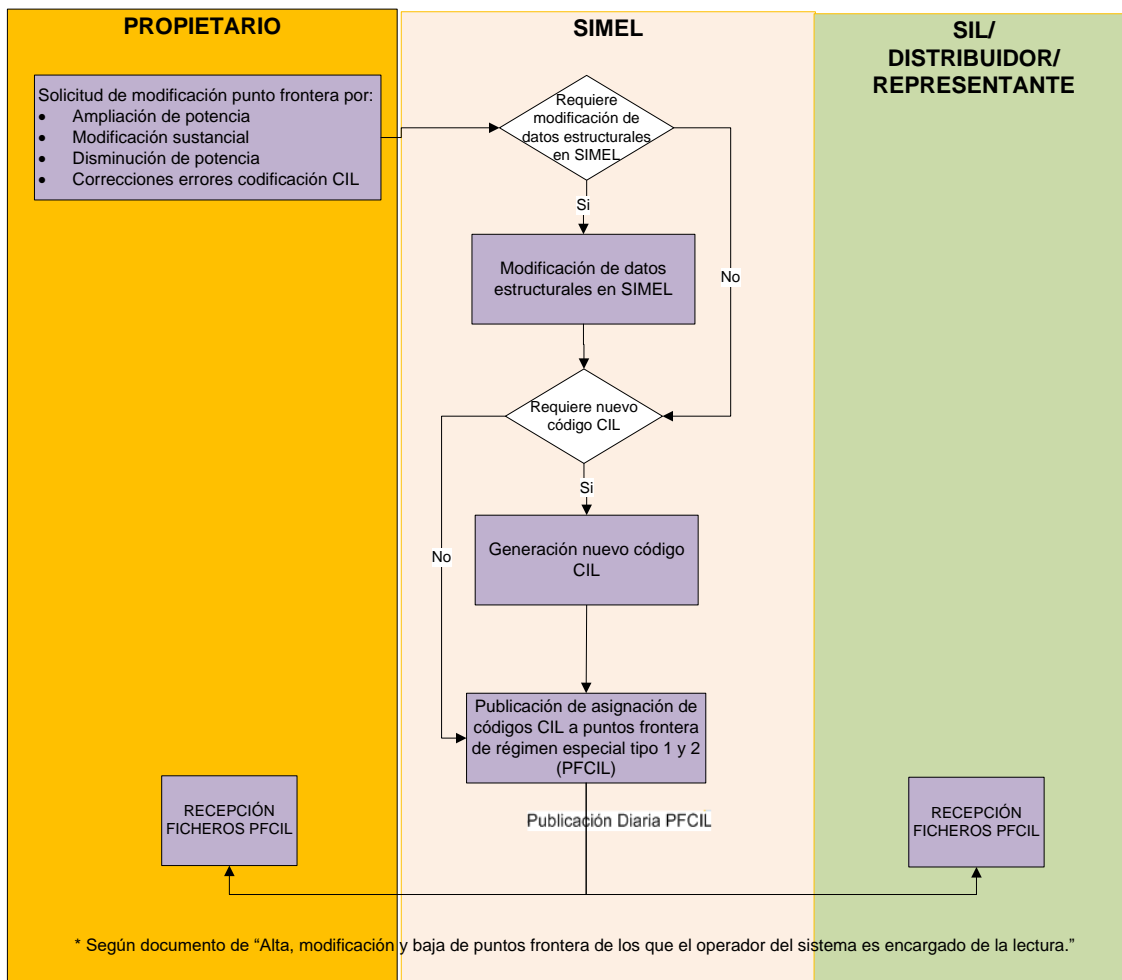 PROPIETARIO
SIMEL
SIL/
DISTRIBUIDOR/
REPRESENTANTE
Solicitud de modificación punto frontera por:
• Ampliación de potencia
• Modificación sustancial
• Disminución de potencia
• Correcciones errores codificación CIL
Requiere
modificación de
datos estructurales
en SIMEL
Si
No
Modificación de datos
estructurales en SIMEL
Requiere nuevo
código CIL
Si
No
Generación nuevo código
CIL
Publicación de asignación de
códigos CIL a puntos frontera
de régimen especial tipo 1 y 2
(PFCIL)
Publicación Diaria PFCIL
RECEPCIÓN
FICHEROS PFCIL
RECEPCIÓN
FICHEROS PFCIL
* Según documento de “Alta, modificación y baja de puntos frontera de los que el operador del sistema es encargado de la lectura.”